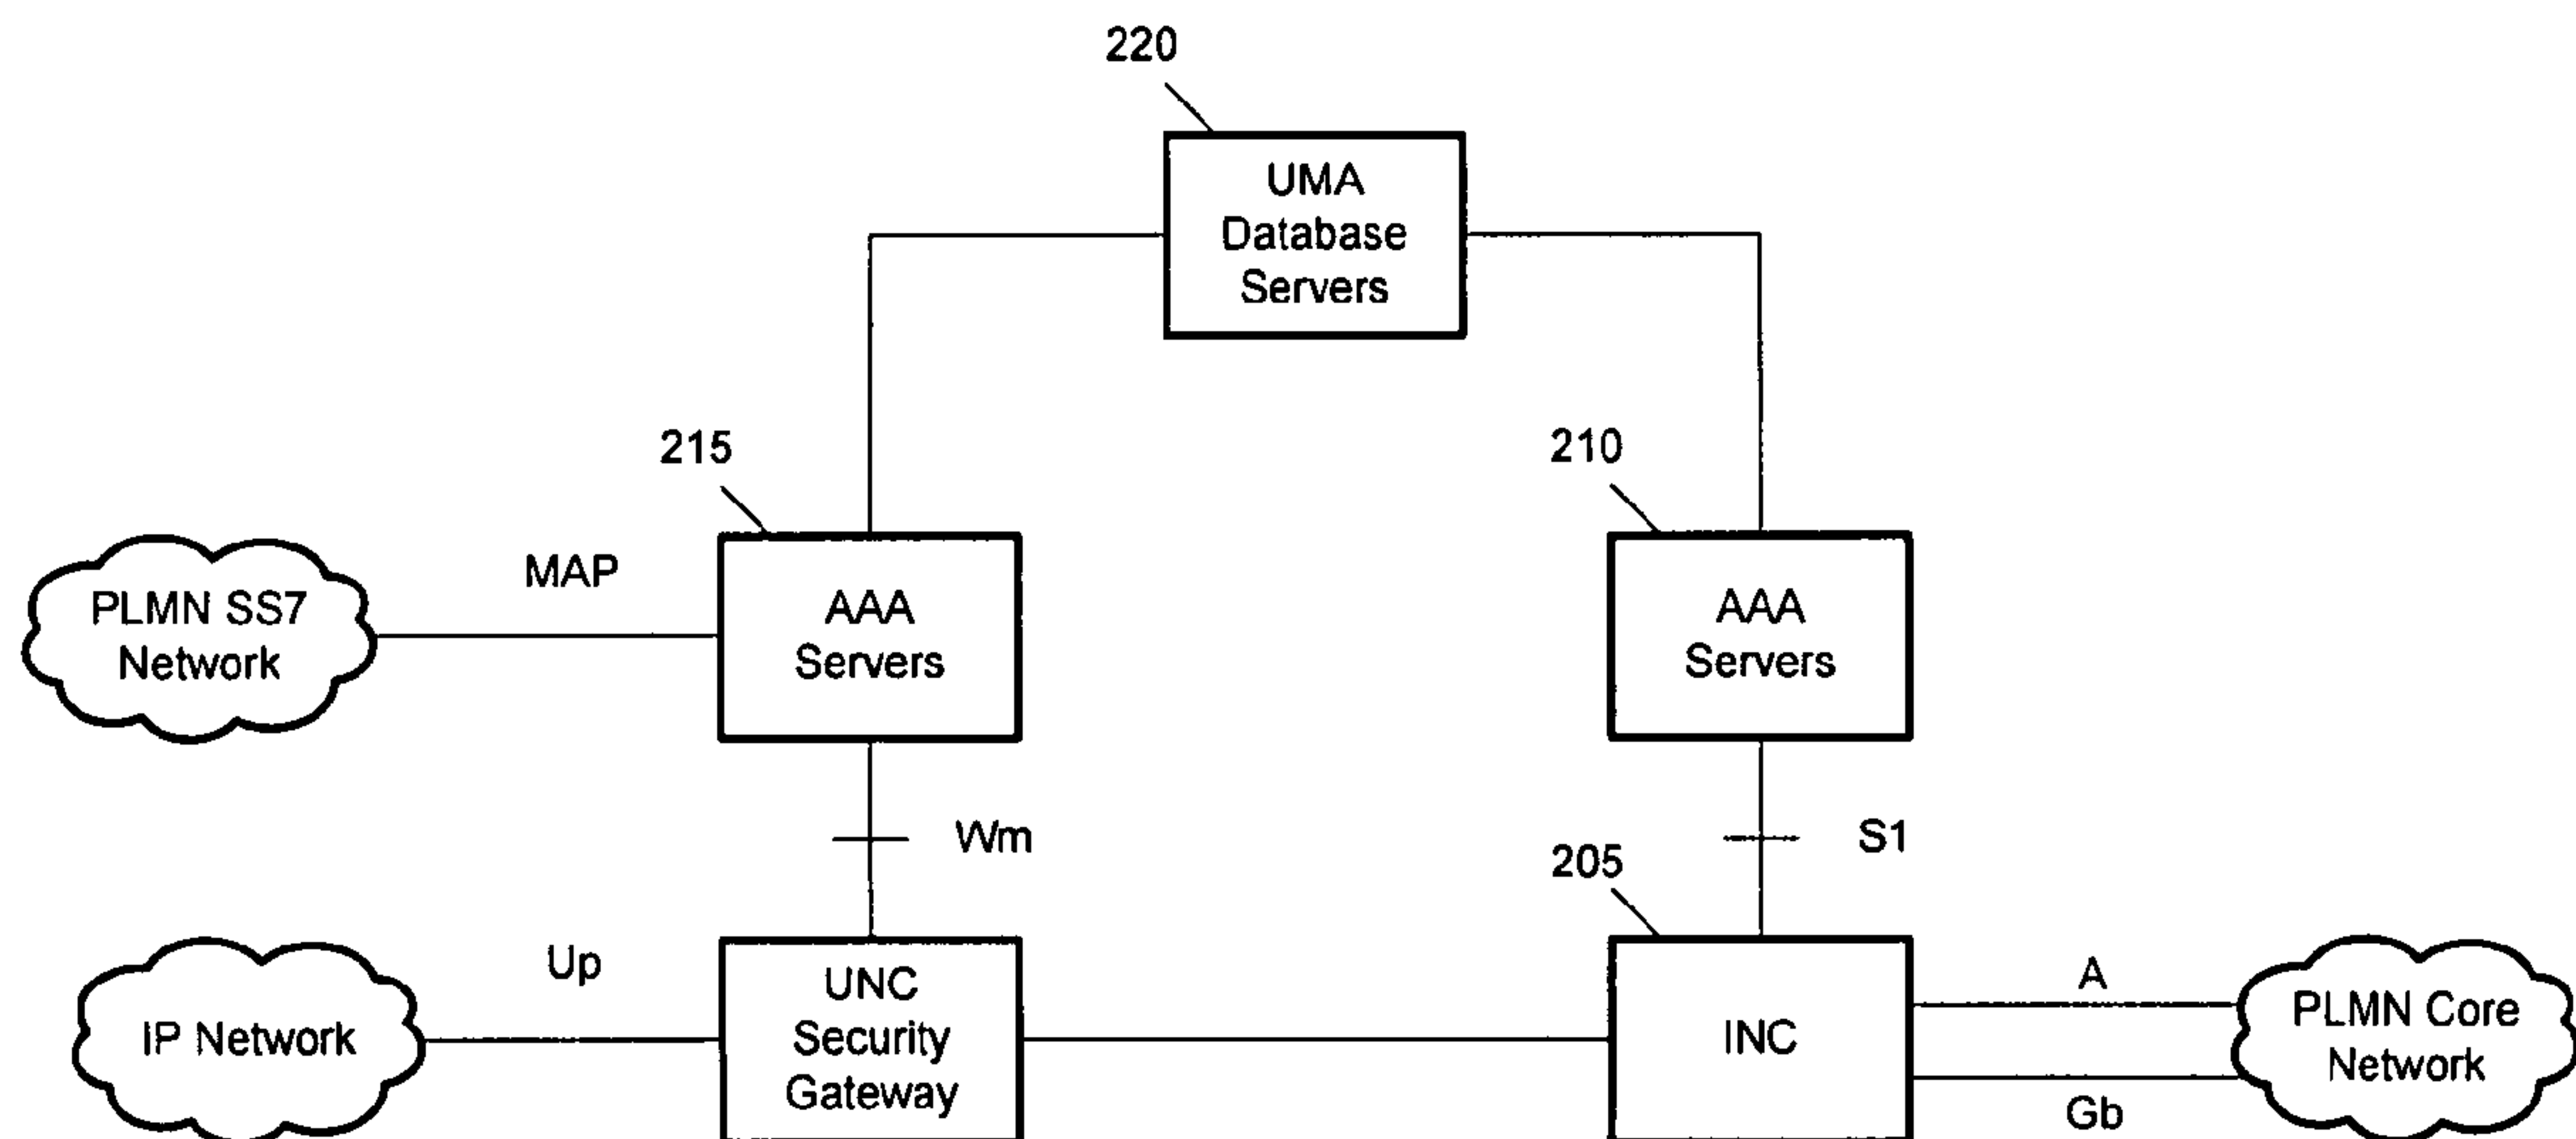 220
UMA
Database
Servers
215
210
MAP
PLMN SS7
Network
AAA
Servers
AAA
Servers
Wm
S1
205
Up
IP Network
UNC
Security
Gateway
INC
A
PLMN Core
Network
Gb